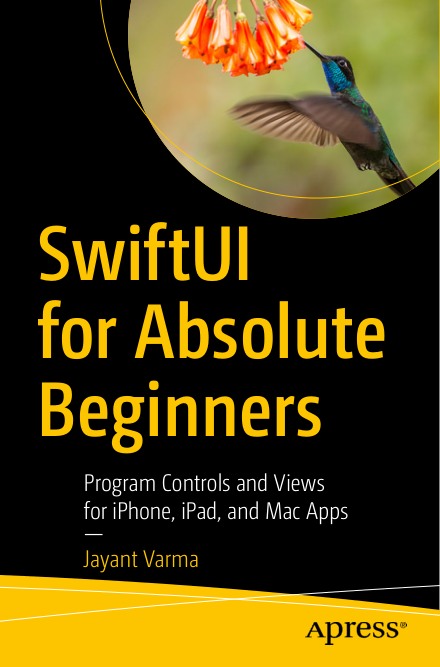 SwiftUI
for Absolute
Beginners
Program Controls and Views
for iPhone, iPad, and Mac Apps
—
Jayant Varma
Apress®